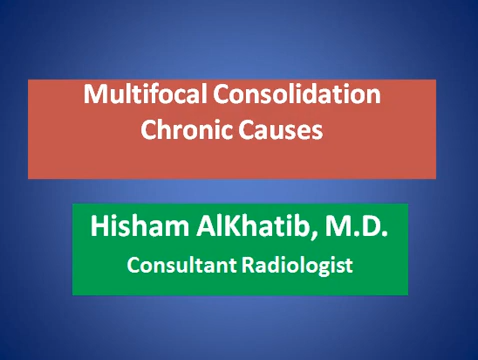 Multifocal Consolidation
Chronic Causes
Hisham AlKhatib, M.D.
Consultant Radiologist